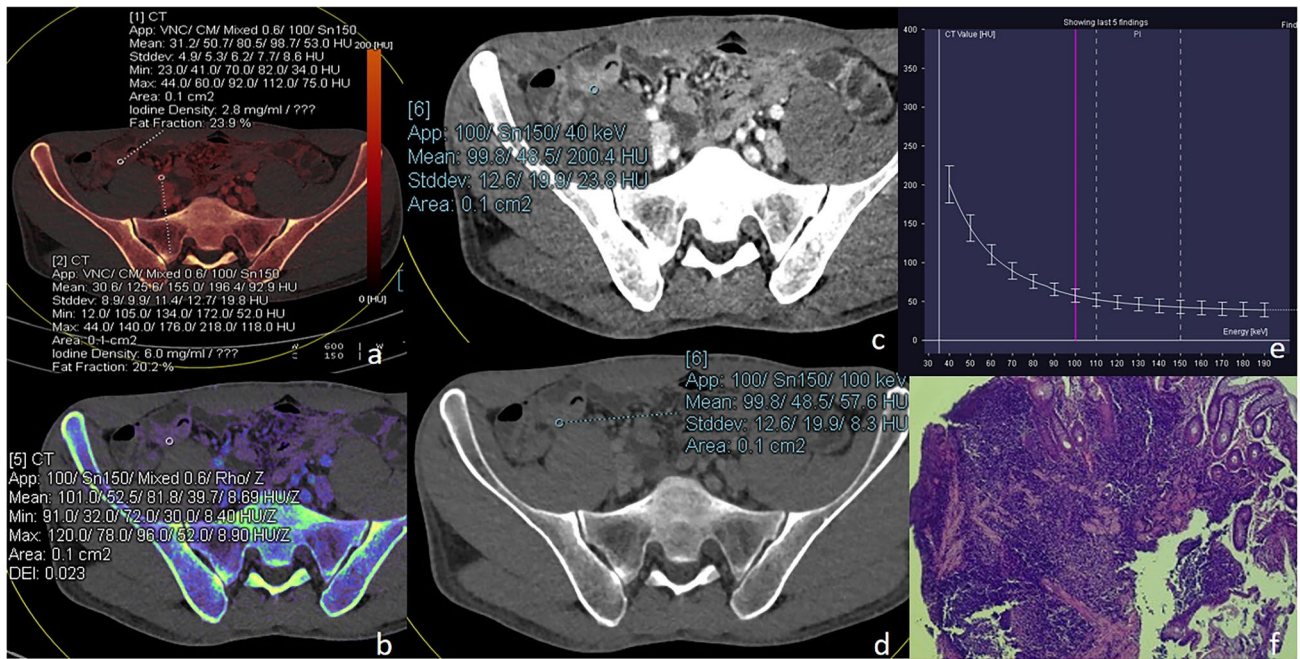 [1] CT
App: VNC/ CM/ Mixed 0.6/ 100/ Sn150
Mean: 31.2/ 50.7/ 80.5/ 98.7/ 53.0 HU
Stddev: 4.9/ 5.3/ 6.2/ 7.7/ 8.6 HU
Min: 23.0/ 41.0/ 70.0/ 82.0/ 34.0 HU
Max: 44.0/ 60.0/ 92.0/ 112.0/ 75.0 HU
Area: 0.1 cm2
Iodine Density: 2.8 mg/ml / ???
Fat Fraction: 23.9 %
200 [HU]
[2] CT
App: VNC/ CM/ Mixed 0.6/ 100/ Sn150
Mean: 30.6/ 125.6/ 155.0/ 196.4/ 92.9 HU
Stddev: 8.9/ 9.9/ 11.4/ 12.7/ 19.8 HU
Min: 12.0/ 105.0/ 134.0/ 172.0/ 52.0 HU
Max: 44.0/ 140.0/ 176.0/ 218.0/ 118.0 HU
Area: 0.1 cm2
Iodine Density: 6.0 mg/ml / ???
Fat Fraction: 20.2 %
0 [HU]
W 600 / W
C 150 /
a
[5] CT
App: 100/ Sn150/ Mixed 0.6/ Rho/ Z
Mean: 101.0/ 52.5/ 81.8/ 39.7/ 8.69 HU/Z
Min: 91.0/ 32.0/ 72.0/ 30.0/ 8.40 HU/Z
Max: 120.0/ 78.0/ 96.0/ 52.0/ 8.90 HU/Z
Area: 0.1 cm2
DEI: 0.023
b
[6]
App: 100/ Sn150/ 40 keV
Mean: 99.8/ 48.5/ 200.4 HU
Stddev: 12.6/ 19.9/ 23.8 HU
Area: 0.1 cm2
c
[6]
App: 100/ Sn150/ 100 keV
Mean: 99.8/ 48.5/ 57.6 HU
Stddev: 12.6/ 19.9/ 8.3 HU
Area: 0.1 cm2
d
Showing last 5 findings
Find
CT Value [HU]
PI
400
350
300
250
200
150
100
50
0
Energy [keV]
30 40 50 60 70 80 90 100 110 120 130 140 150 160 170 180 190
e
f